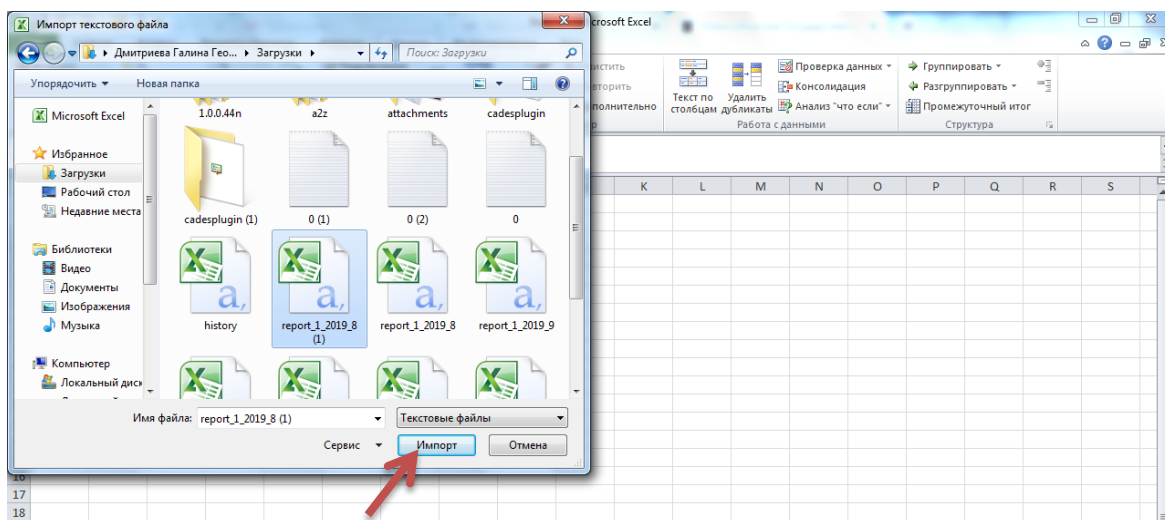 Импорт текстового файла
crosoft Excel
Дмитриева Галина Гео... Загрузки
Поиск: Загрузки
Упорядочить Новая папка
Microsoft Excel
Избранное
Загрузки
Рабочий стол
Недавние места
Библиотеки
Видео
Документы
Изображения
Музыка
Компьютер
Локальный диск
1.0.0.44n a2z attachments cadesplugin
cadesplugin (1) 0 (1) 0 (2) 0
history report_1_2019_8 (1) report_1_2019_8 report_1_2019_9
Имя файла: report_1_2019_8 (1) Текстовые файлы
Сервис Импорт Отмена
истить
вторить
полнительно
Текст по столбцам
Удалить дубликаты
Проверка данных
Консолидация
Анализ "что если"
Работа с данными
Группировать
Разгруппировать
Промежуточный итог
Структура
K L M N O P Q R S
16
17
18